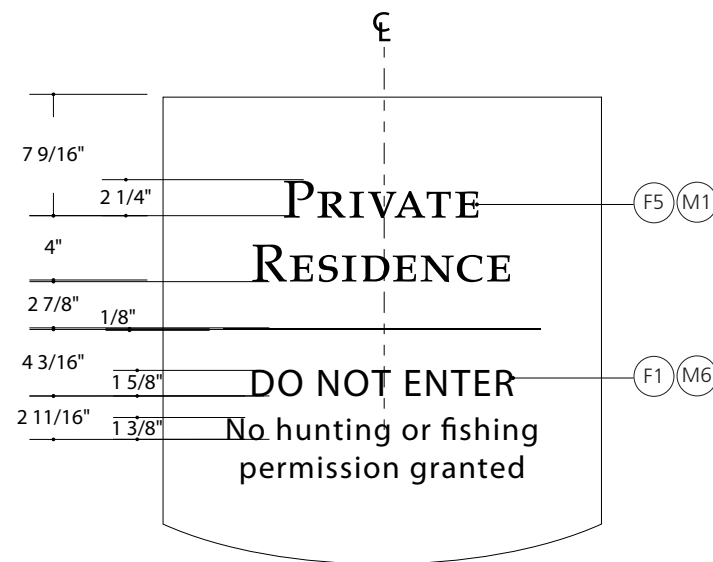 ℄
7 9/16"
2 1/4"
PRIVATE
F5 M1
4"
RESIDENCE
2 7/8"
1/8"
4 3/16"
1 5/8"
DO NOT ENTER
F1 M6
2 11/16"
1 3/8"
No hunting or fishing
permission granted